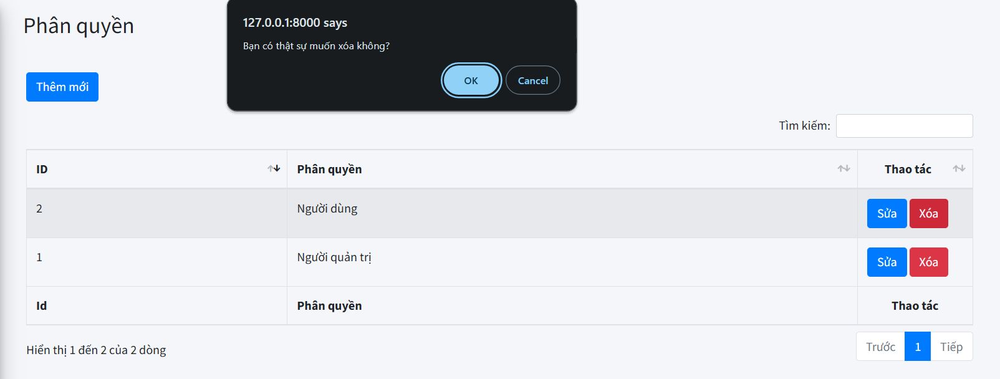 Phân quyền
127.0.0.1:8000 says
Bạn có thật sự muốn xóa không?
OK Cancel
Thêm mới
Tìm kiếm:
ID Phân quyền Thao tác
2 Người dùng Sửa Xóa
1 Người quản trị Sửa Xóa
Id Phân quyền Thao tác
Hiển thị 1 đến 2 của 2 dòng
Trước 1 Tiếp